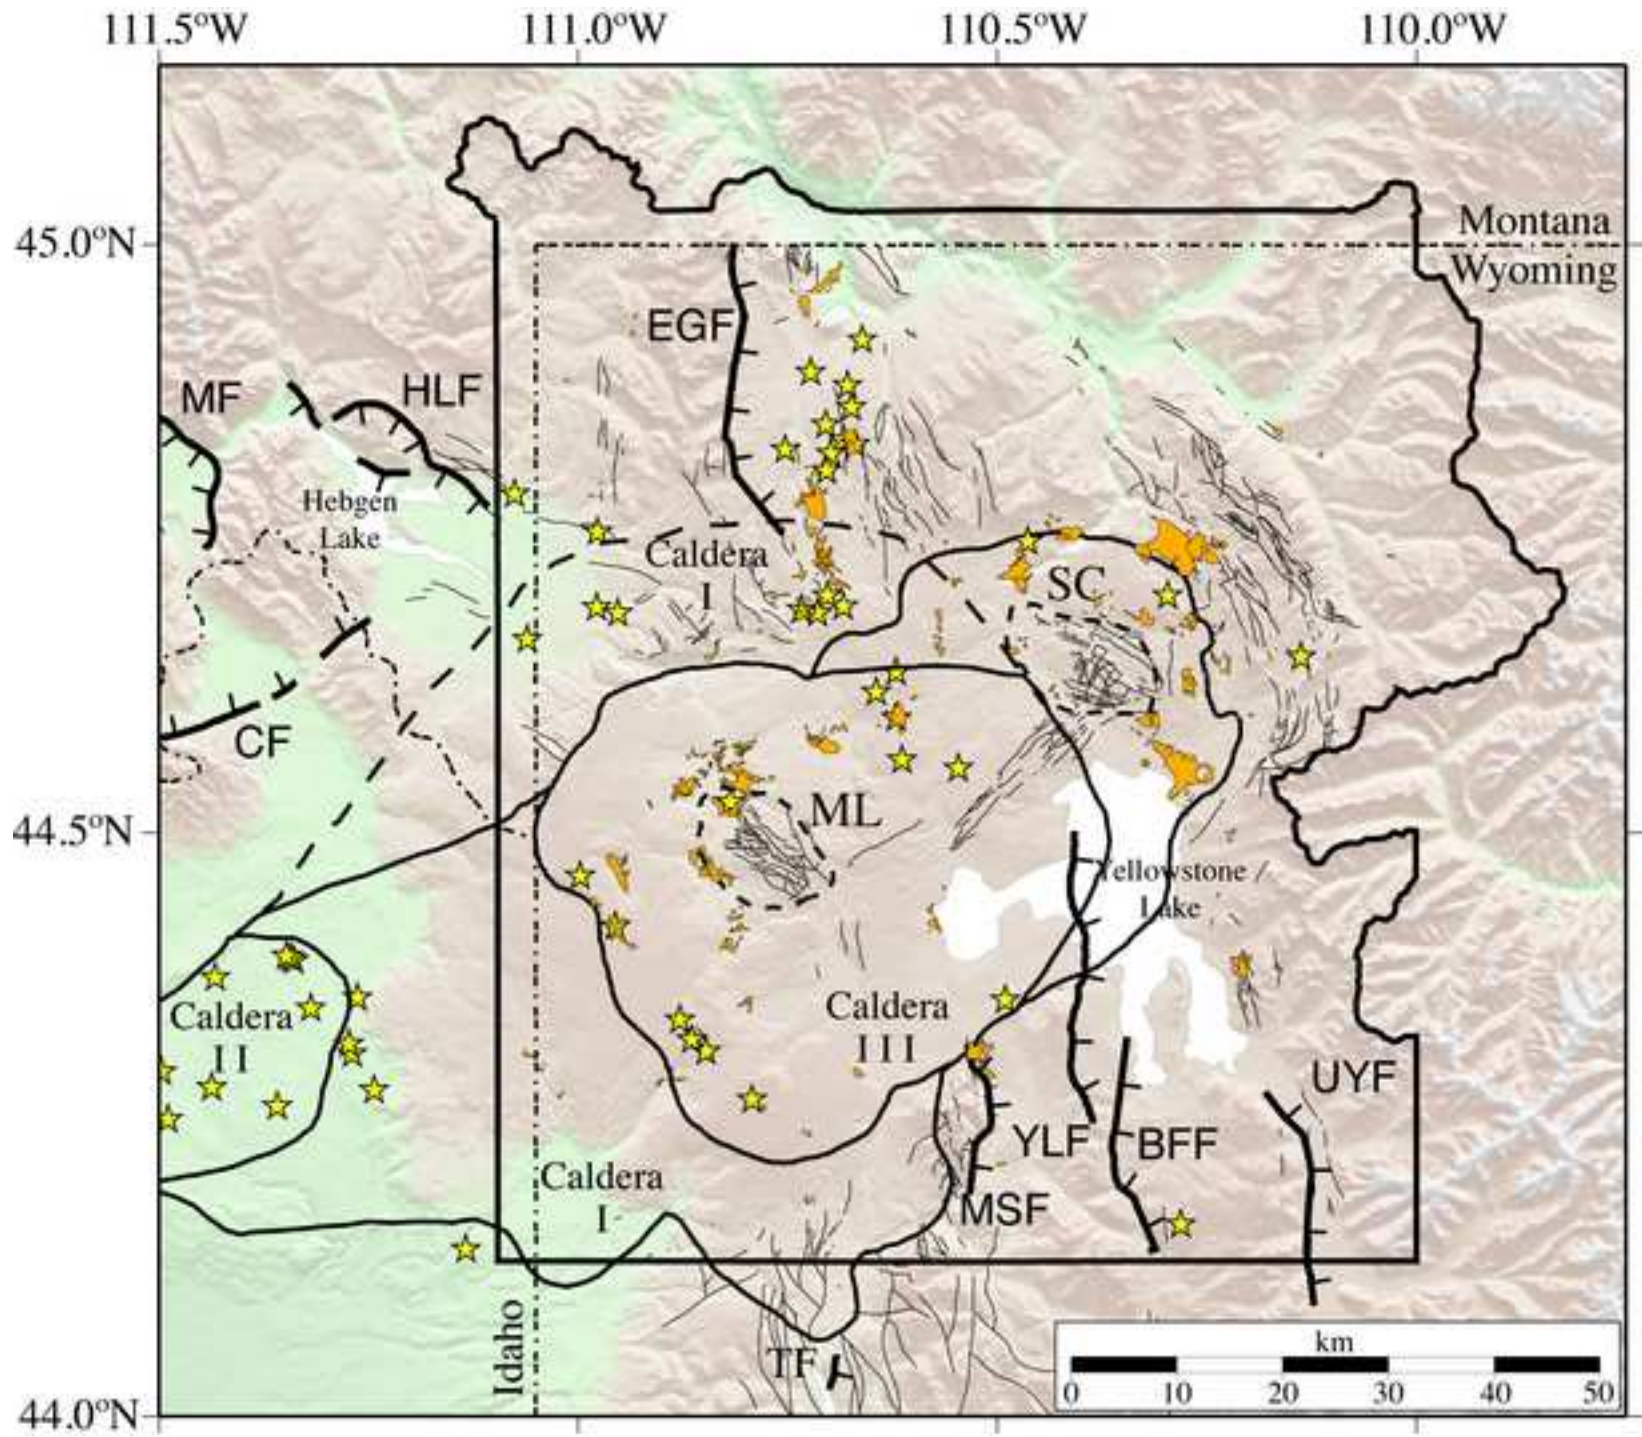 111.5°W 111.0°W 110.5°W 110.0°W
45.0°N
Montana
Wyoming
EGF
MF
HLF
Hebgen
Lake
Caldera
I
SC
CF
ML
44.5°N
Yellowstone
Lake
Caldera
I I
Caldera
I I I
UYF
YLF
BFF
Caldera
I
MSF
Idaho
TF
km
0 10 20 30 40 50
44.0°N